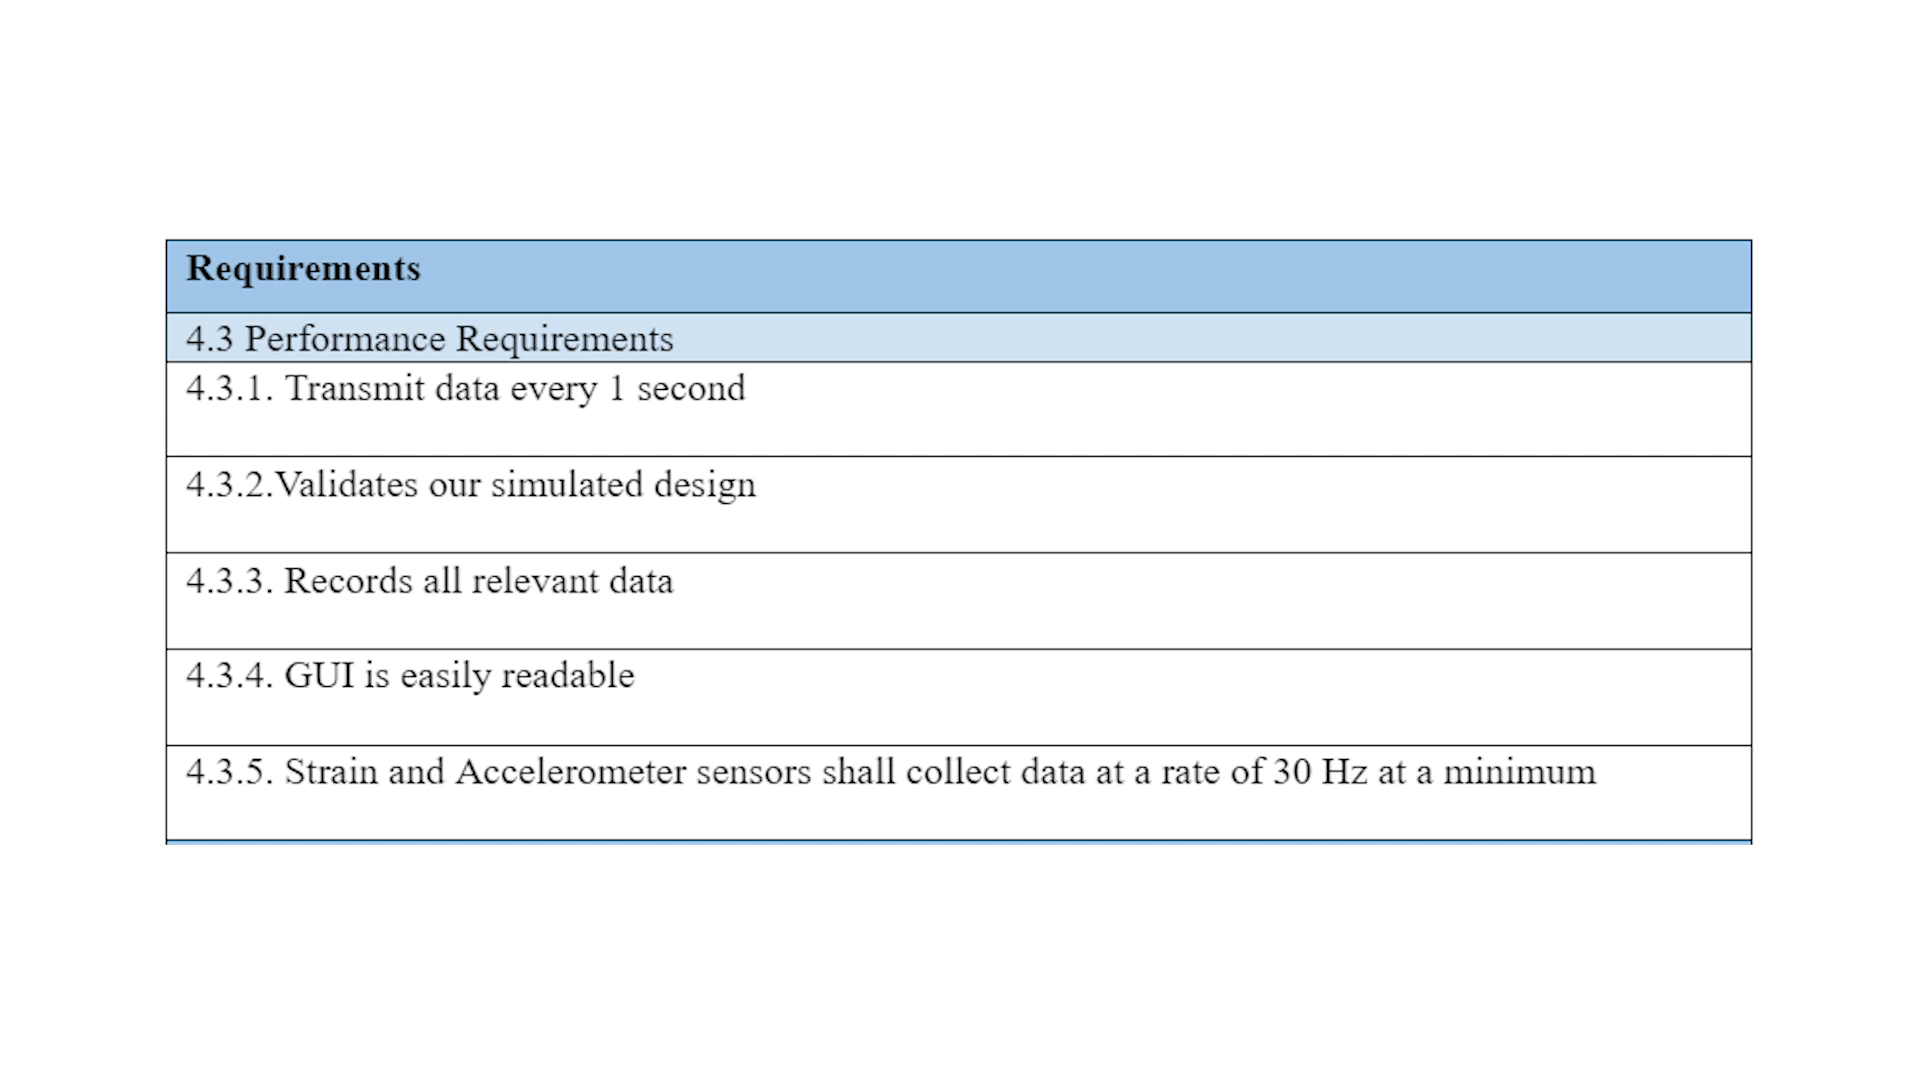 Requirements
4.3 Performance Requirements
4.3.1. Transmit data every 1 second
4.3.2.Validates our simulated design
4.3.3. Records all relevant data
4.3.4. GUI is easily readable
4.3.5. Strain and Accelerometer sensors shall collect data at a rate of 30 Hz at a minimum